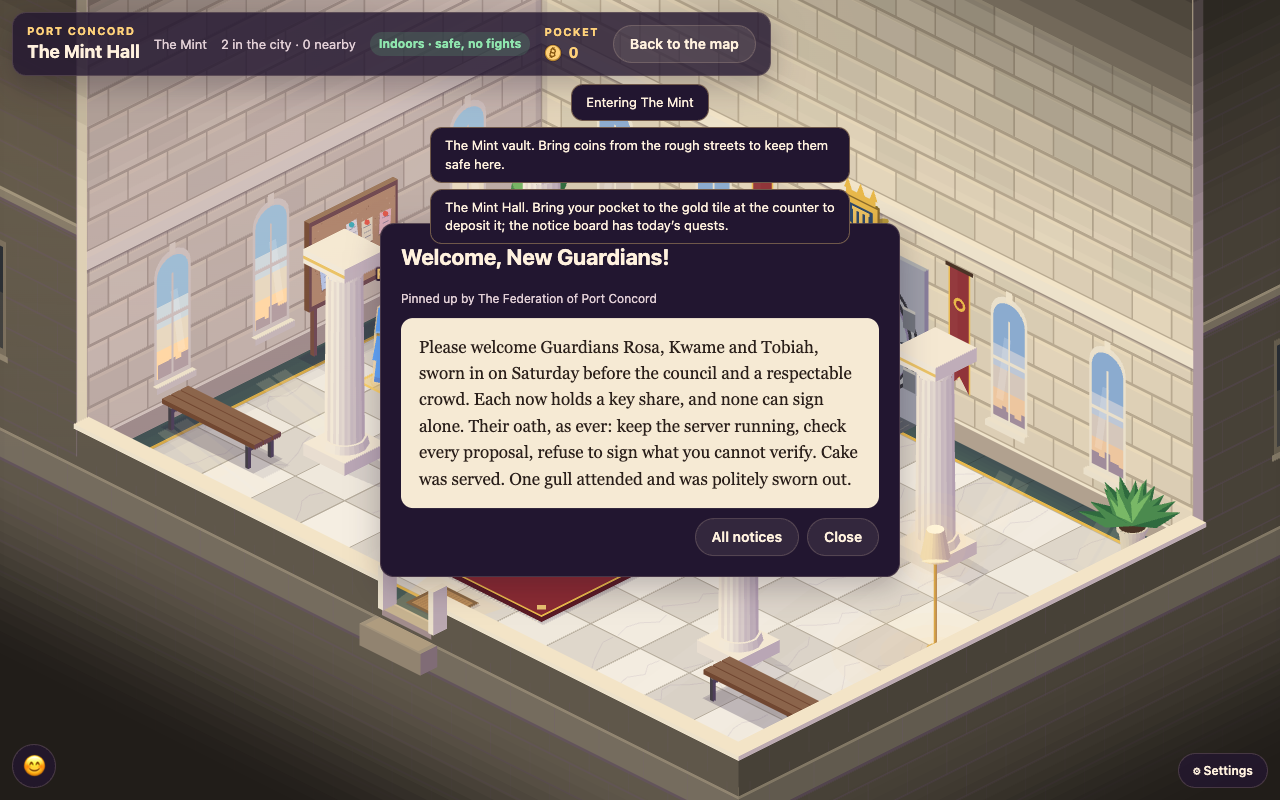 PORT CONCORD
The Mint Hall
The Mint
2 in the city · 0 nearby
Indoors · safe, no fights
POCKET
0
Back to the map
Entering The Mint
The Mint vault. Bring coins from the rough streets to keep them
safe here.
The Mint Hall. Bring your pocket to the gold tile at the counter to
deposit it; the notice board has today's quests.
Welcome, New Guardians!
Pinned up by The Federation of Port Concord
Please welcome Guardians Rosa, Kwame and Tobiah,
sworn in on Saturday before the council and a respectable
crowd. Each now holds a key share, and none can sign
alone. Their oath, as ever: keep the server running, check
every proposal, refuse to sign what you cannot verify. Cake
was served. One gull attended and was politely sworn out.
All notices
Close
Settings